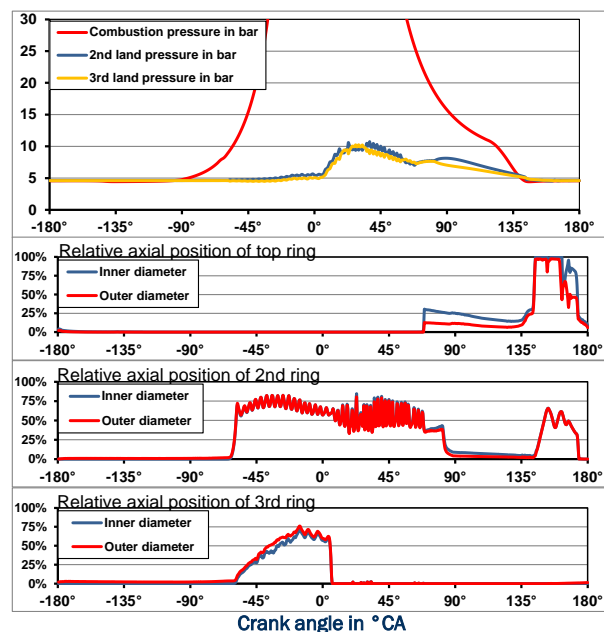 30
25
20
15
10
5
0
Combustion pressure in bar
2nd land pressure in bar
3rd land pressure in bar
-180 -135 -90 -45 0° 45° 90° 135° 180°
Relative axial position of top ring
100%
75%
50%
25%
0%
Inner diameter
Outer diameter
-180° -135° -90° -45° 0° 45° 90° 135° 180°
Relative axial position of 2nd ring
100%
75%
50%
25%
0%
Inner diameter
Outer diameter
-180° -135° -90° -45° 0° 45° 90° 135° 180°
Relative axial position of 3rd ring
100%
75%
50%
25%
0%
Inner diameter
Outer diameter
-180° -135° -90° -45° 0° 45° 90° 135° 180°
Crank angle in °CA